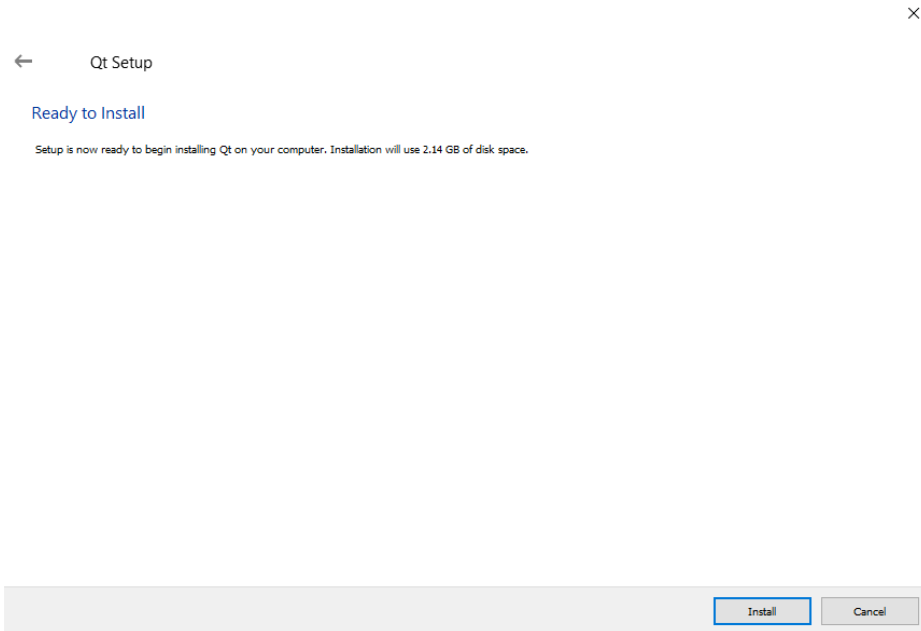 Qt Setup
Ready to Install
Setup is now ready to begin installing Qt on your computer. Installation will use 2.14 GB of disk space.
Install
Cancel